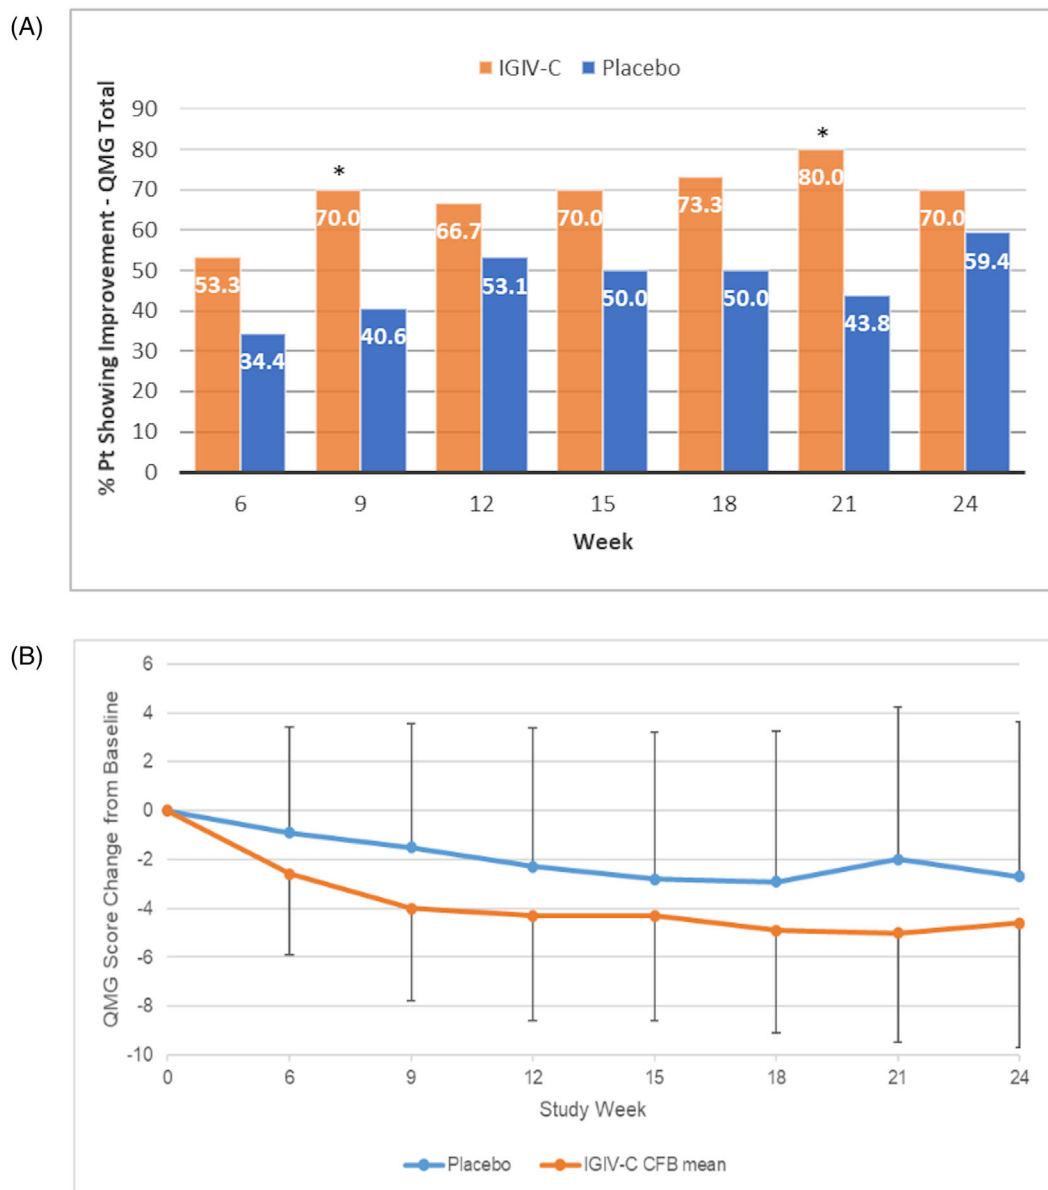 (A)
IGIV-C Placebo
% Pt Showing Improvement - QMG Total
90
80
70
60
50
40
30
20
10
0
* *
53.3 70.0 66.7 70.0 73.3 80.0 70.0
34.4 40.6 53.1 50.0 50.0 43.8 59.4
6 9 12 15 18 21 24
Week
(B)
QMG Score Change from Baseline
6
4
2
0
-2
-4
-6
-8
-10
0 6 9 12 15 18 21 24
Study Week
Placebo IGIV-C CFB mean